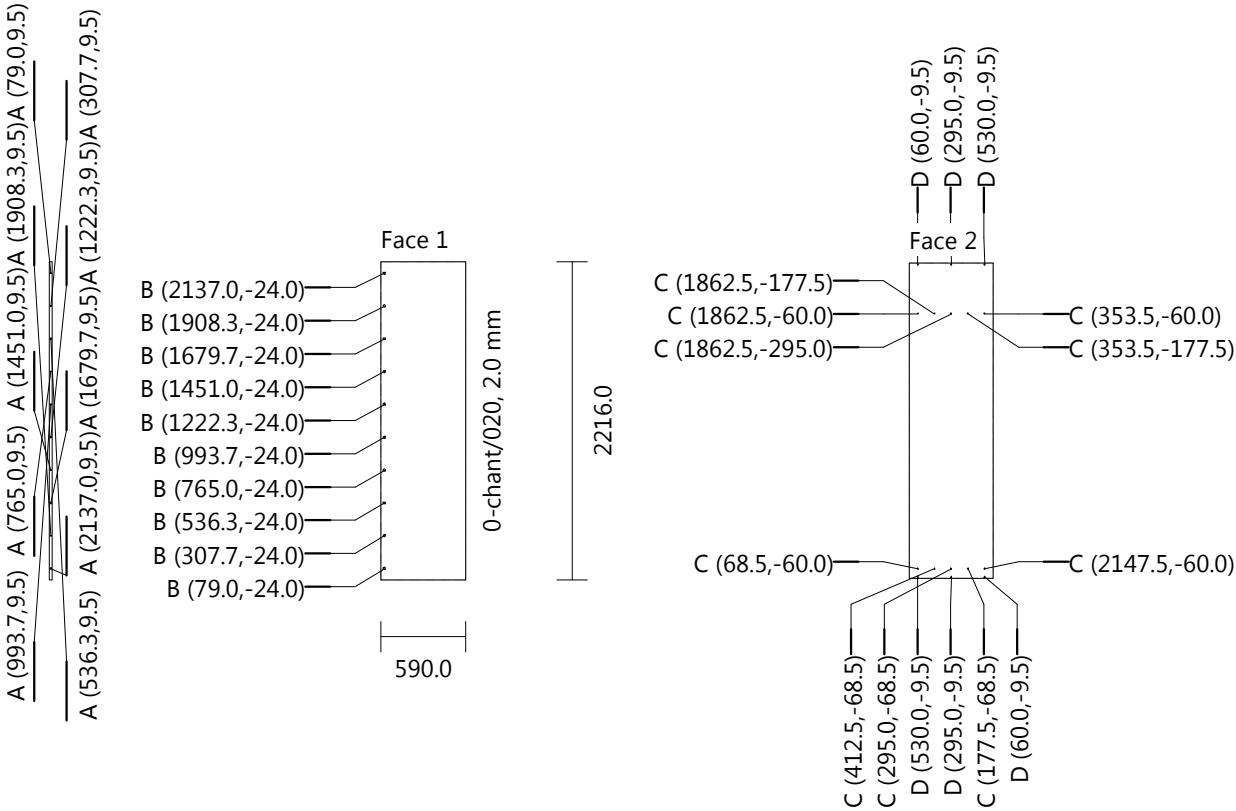 A (79.0,9.5)
A (1908.3,9.5)
A (1451.0,9.5)
A (765.0,9.5)
A (993.7,9.5)
A (307.7,9.5)
A (1222.3,9.5)
A (1679.7,9.5)
A (2137.0,9.5)
A (536.3,9.5)
Face 1
B (2137.0,-24.0)
B (1908.3,-24.0)
B (1679.7,-24.0)
B (1451.0,-24.0)
B (1222.3,-24.0)
B (993.7,-24.0)
B (765.0,-24.0)
B (536.3,-24.0)
B (307.7,-24.0)
B (79.0,-24.0)
0-chant/020, 2.0 mm
2216.0
590.0
D (60.0,-9.5)
D (295.0,-9.5)
D (530.0,-9.5)
Face 2
C (1862.5,-177.5)
C (1862.5,-60.0)
C (1862.5,-295.0)
C (353.5,-60.0)
C (353.5,-177.5)
C (68.5,-60.0)
C (2147.5,-60.0)
C (412.5,-68.5)
C (295.0,-68.5)
D (530.0,-9.5)
D (295.0,-9.5)
C (177.5,-68.5)
D (60.0,-9.5)